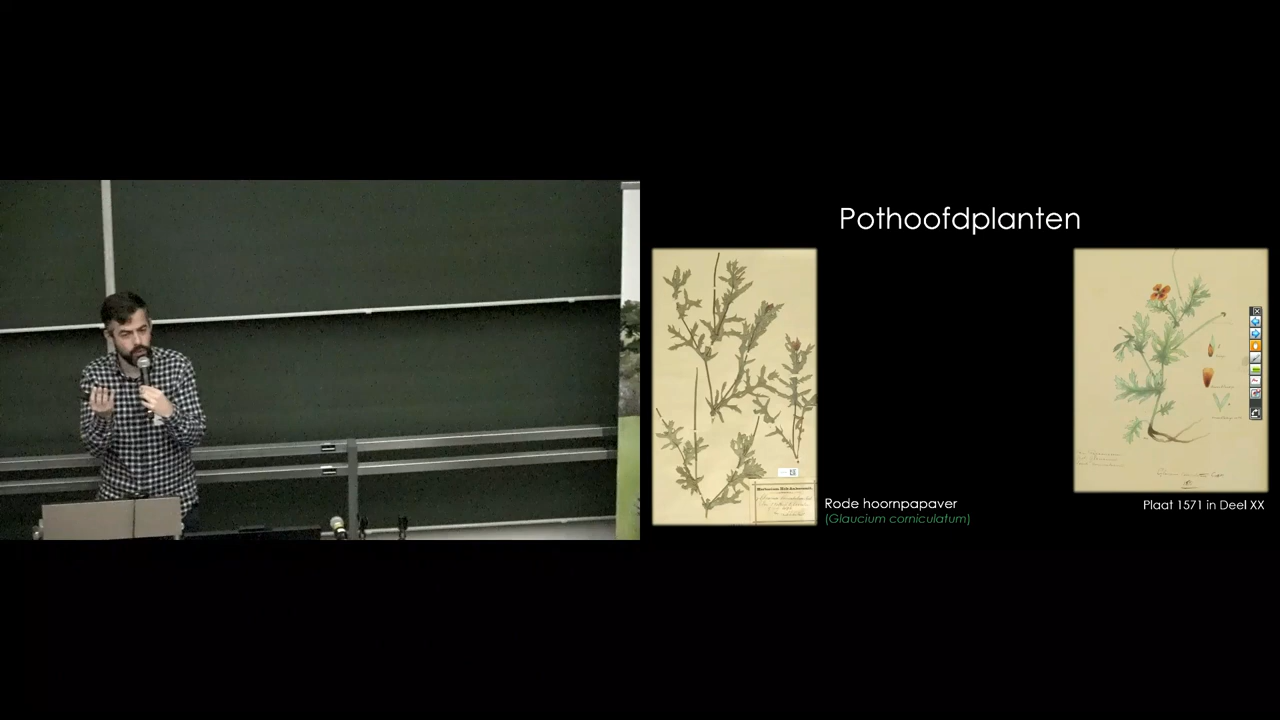 Pothoofdplanten
Rode hoornpapaver
(Glaucium corniculatum)
Plaat 1571 in Deel XX